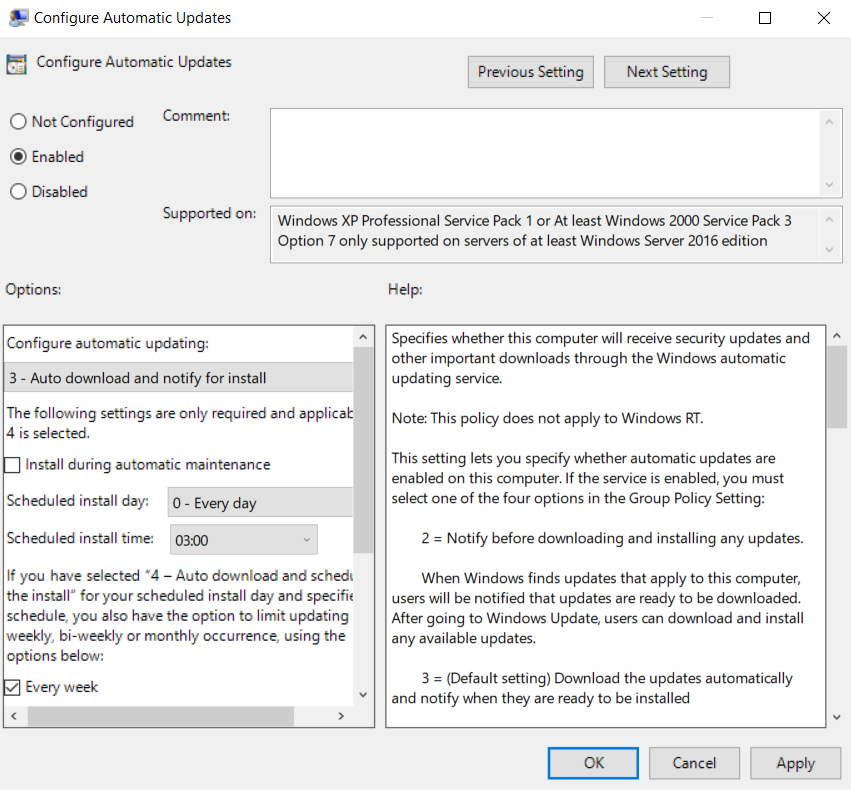 Configure Automatic Updates
Configure Automatic Updates
Previous Setting
Next Setting
Not Configured
Enabled
Disabled
Comment:
Supported on:
Windows XP Professional Service Pack 1 or At least Windows 2000 Service Pack 3
Option 7 only supported on servers of at least Windows Server 2016 edition
Options:
Configure automatic updating:
3 - Auto download and notify for install
The following settings are only required and applicab
4 is selected.
Install during automatic maintenance
Scheduled install day:
0 - Every day
Scheduled install time:
03:00
If you have selected “4 – Auto download and schedu
the install” for your scheduled install day and specifie
schedule, you also have the option to limit updating
weekly, bi-weekly or monthly occurrence, using the
options below:
Every week
Help:
Specifies whether this computer will receive security updates and
other important downloads through the Windows automatic
updating service.
Note: This policy does not apply to Windows RT.
This setting lets you specify whether automatic updates are
enabled on this computer. If the service is enabled, you must
select one of the four options in the Group Policy Setting:
2 = Notify before downloading and installing any updates.
When Windows finds updates that apply to this computer,
users will be notified that updates are ready to be downloaded.
After going to Windows Update, users can download and install
any available updates.
3 = (Default setting) Download the updates automatically
and notify when they are ready to be installed
OK
Cancel
Apply